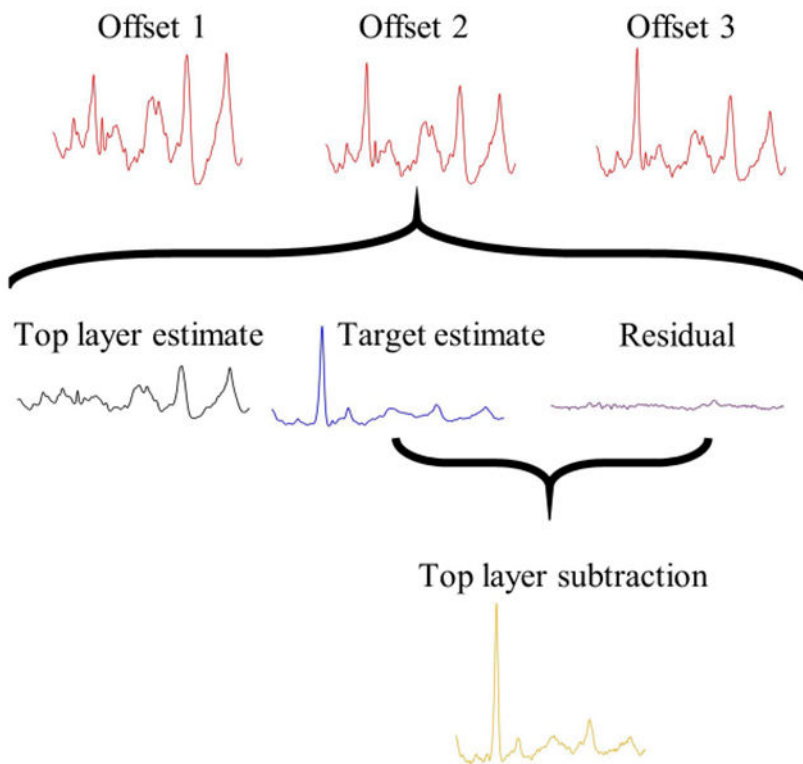 Offset 1
Offset 2
Offset 3
Top layer estimate
Target estimate
Residual
Top layer subtraction